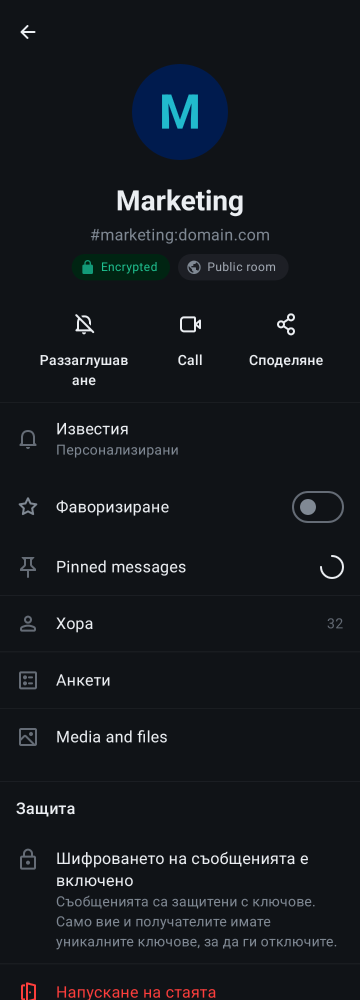 M
Marketing
#marketing:domain.com
Encrypted
Public room
Раззаглушав
ане
Call
Споделяне
Известия
Персонализирани
Фаворизиране
Pinned messages
Хора
32
Анкети
Media and files
Защита
Шифроването на съобщенията е
включено
Съобщенията са защитени с ключове.
Само вие и получателите имате
уникалните ключове, за да ги отключите.
Напускане на стаята